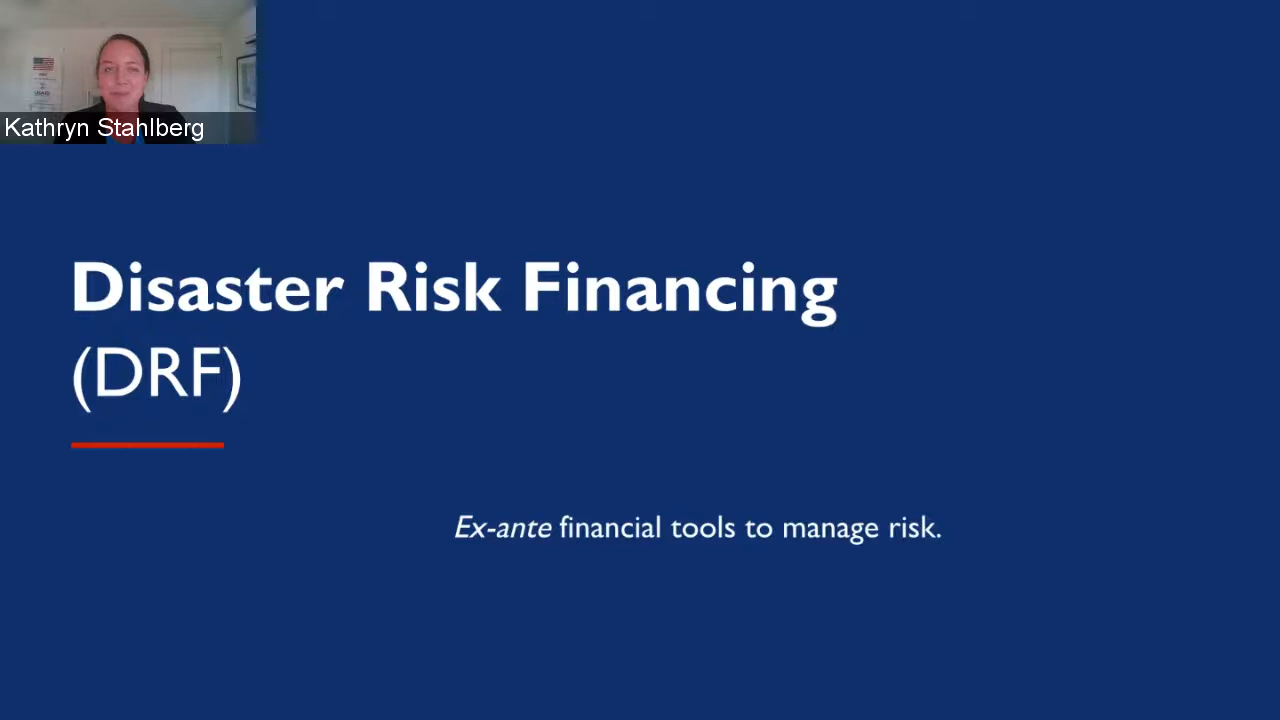 Kathryn Stahlberg
Disaster Risk Financing
(DRF)
Ex-ante financial tools to manage risk.